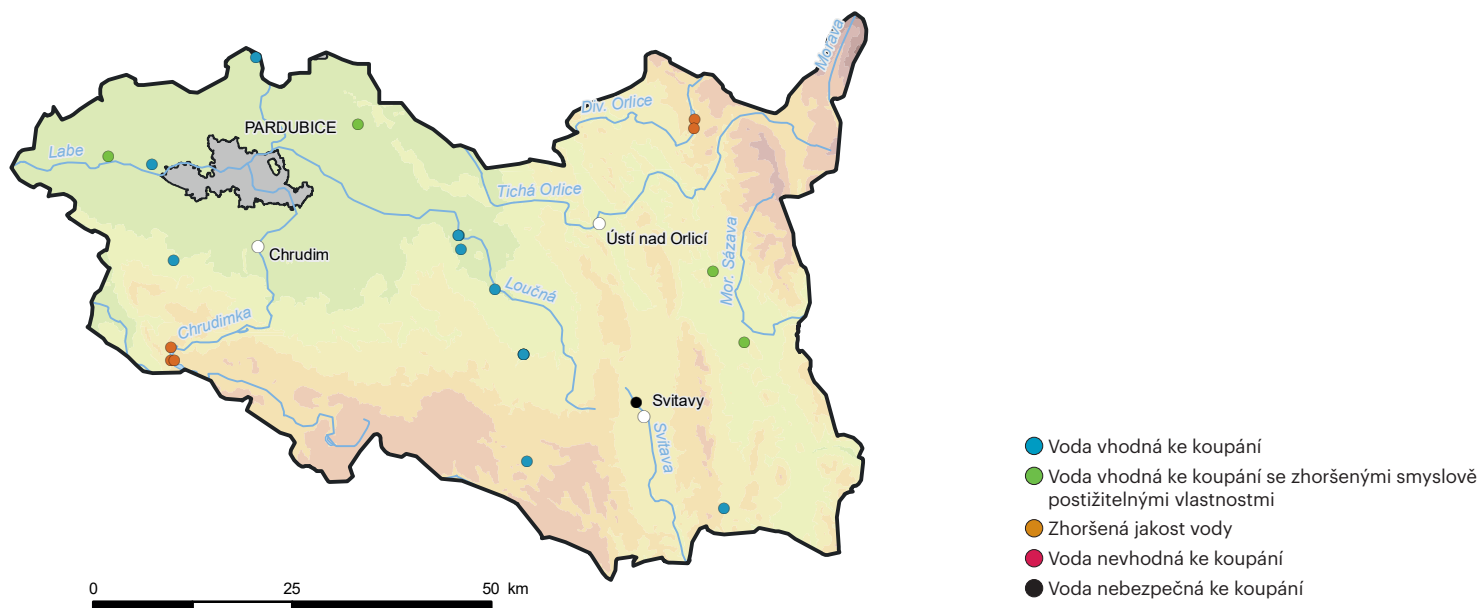 Morava
Div. Orlice
PARDUBICE
Labe
Tichá Orlice
Ústí nad Orlicí
Chrudim
Mor. Sázava
Loučná
Chrudimka
Svitavy
Svitava
Voda vhodná ke koupání
Voda vhodná ke koupání se zhoršenými smyslově
postižitelnými vlastnostmi
Zhoršená jakost vody
Voda nevhodná ke koupání
Voda nebezpečná ke koupání
0 25 50 km